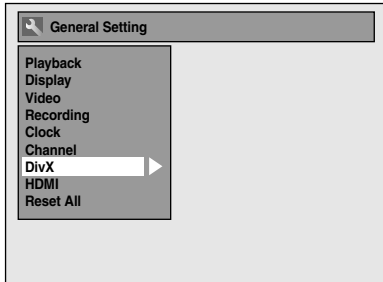 General Setting
Playback
Display
Video
Recording
Clock
Channel
DivX
HDMI
Reset All